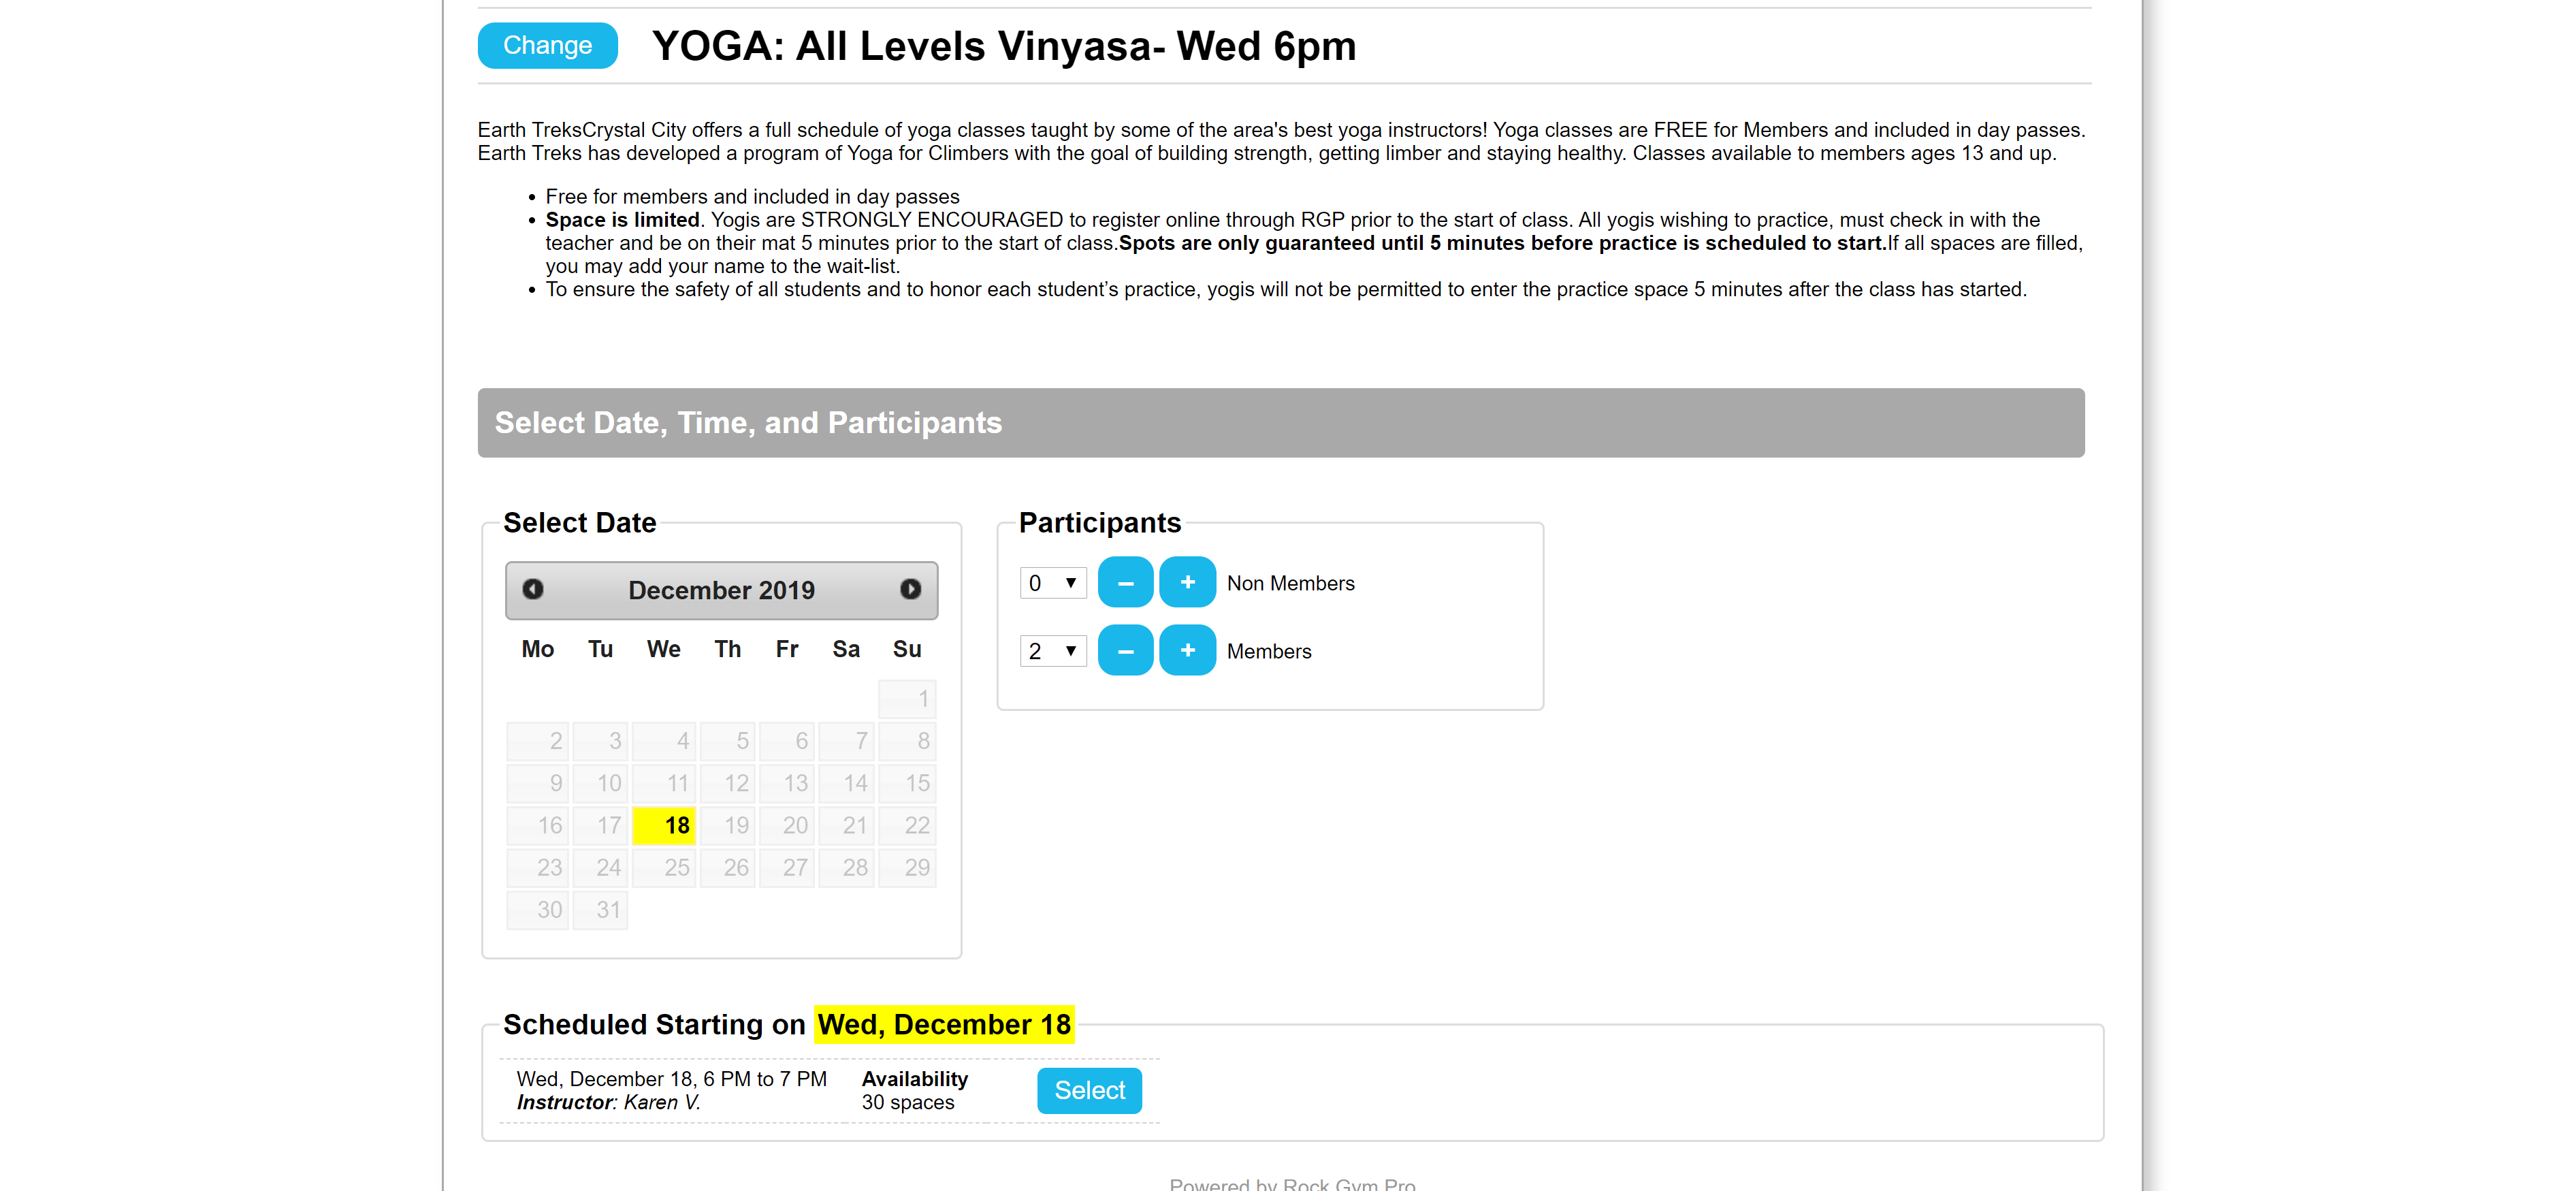 Change YOGA: All Levels Vinyasa- Wed 6pm
Earth TreksCrystal City offers a full schedule of yoga classes taught by some of the area's best yoga instructors! Yoga classes are FREE for Members and included in day passes.
Earth Treks has developed a program of Yoga for Climbers with the goal of building strength, getting limber and staying healthy. Classes available to members ages 13 and up.
• Free for members and included in day passes
• Space is limited. Yogis are STRONGLY ENCOURAGED to register online through RGP prior to the start of class. All yogis wishing to practice, must check in with the
teacher and be on their mat 5 minutes prior to the start of class.Spots are only guaranteed until 5 minutes before practice is scheduled to start.If all spaces are filled,
you may add your name to the wait-list.
• To ensure the safety of all students and to honor each student’s practice, yogis will not be permitted to enter the practice space 5 minutes after the class has started.
Select Date, Time, and Participants
Select Date
December 2019
Mo Tu We Th Fr Sa Su
1
2 3 4 5 6 7 8
9 10 11 12 13 14 15
16 17 18 19 20 21 22
23 24 25 26 27 28 29
30 31
Participants
0 – + Non Members
2 – + Members
Scheduled Starting on Wed, December 18
Wed, December 18, 6 PM to 7 PM
Instructor: Karen V.
Availability
30 spaces
Select
Powered by Rock Gym Pro